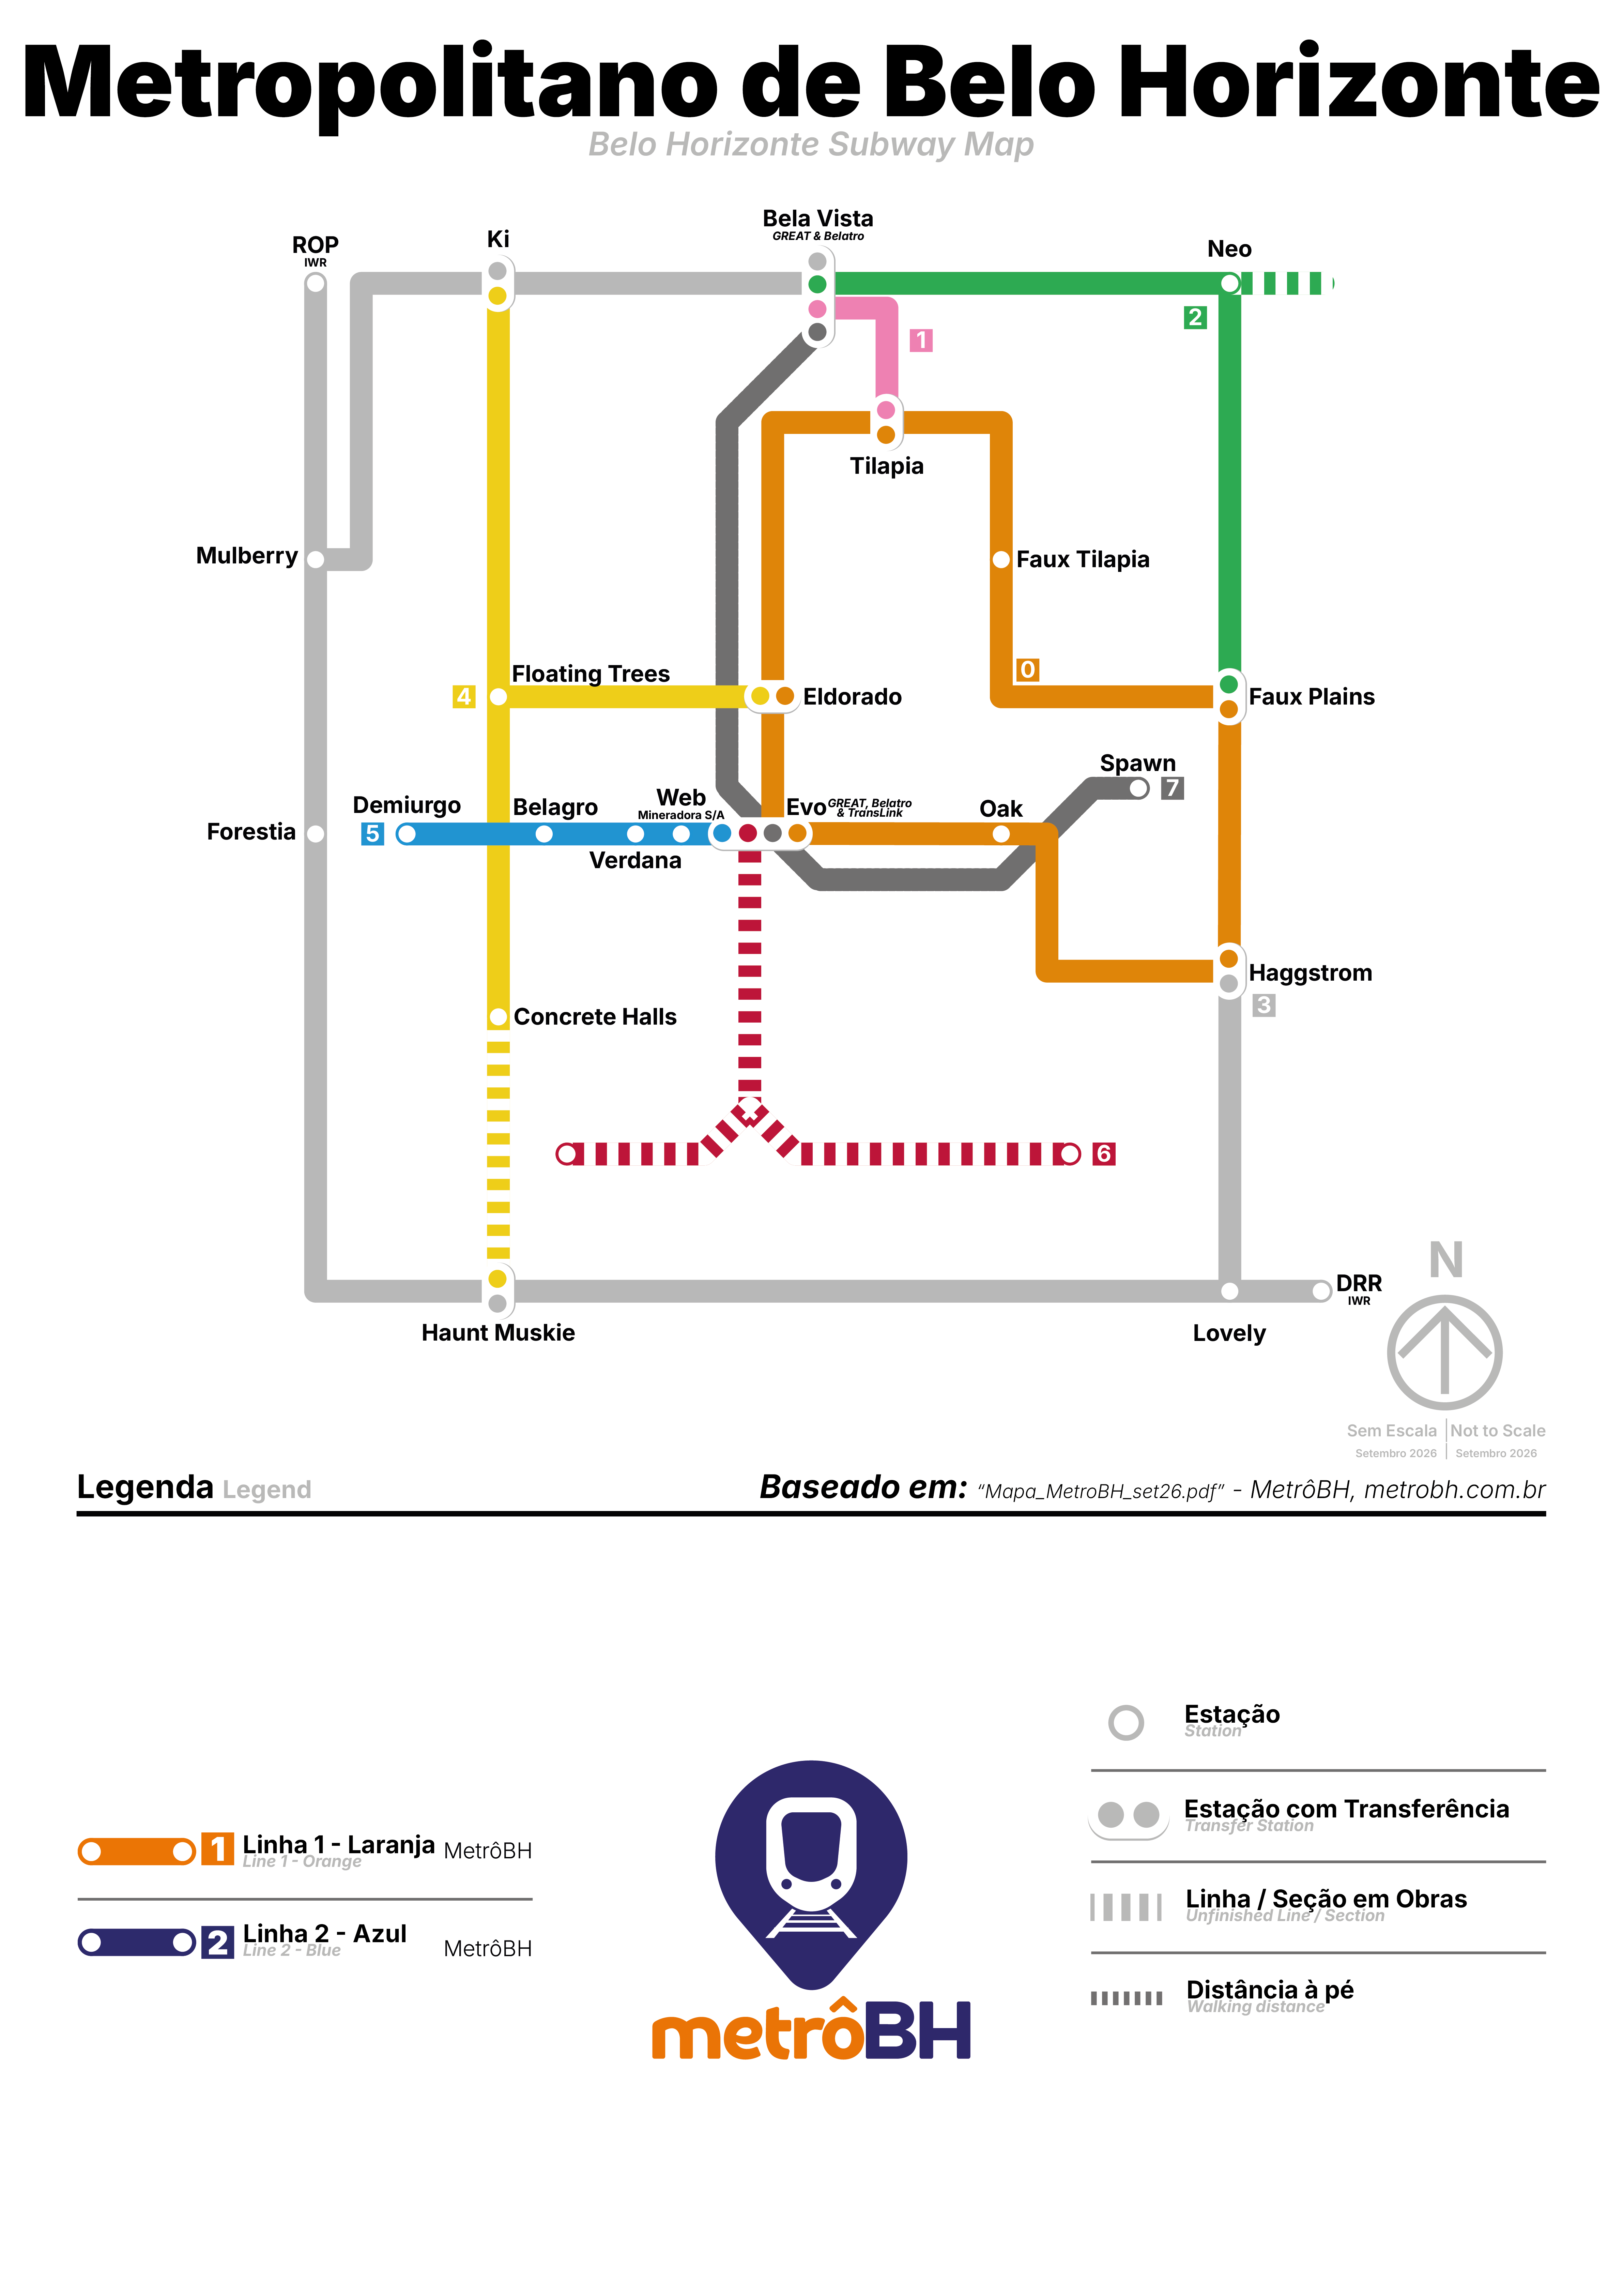 Metropolitano de Belo Horizonte
Belo Horizonte Subway Map
Bela Vista
GREAT & Belatro
ROP
IWR
Ki
Neo
2
1
Tilapia
Mulberry
Faux Tilapia
0
Floating Trees
4
Eldorado
Faux Plains
Spawn
7
Demiurgo
Belagro
Web
Mineradora S/A
Evo
GREAT, Belatro
& TransLink
Oak
Forestia
5
Verdana
Haggstrom
3
Concrete Halls
6
N
DRR
IWR
Haunt Muskie
Lovely
Sem Escala
Not to Scale
Setembro 2026
Setembro 2026
Legenda Legend
Baseado em: “Mapa_MetroBH_set26.pdf” - MetrôBH, metrobh.com.br
Estação
Station
Estação com Transferência
Transfer Station
1 Linha 1 - Laranja MetrôBH
Line 1 - Orange
Linha / Seção em Obras
Unfinished Line / Section
2 Linha 2 - Azul MetrôBH
Line 2 - Blue
Distância à pé
Walking distance
metrôBH